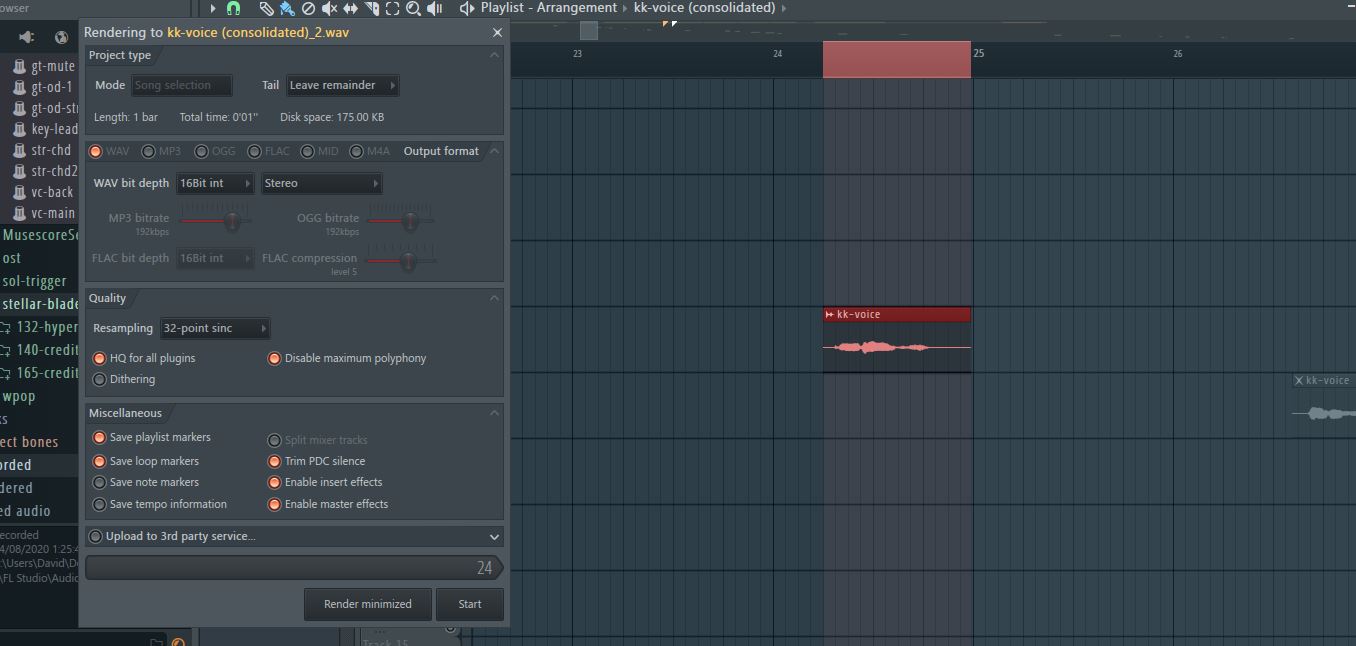 owser
Playlist - Arrangement › kk-voice (consolidated) ›
Rendering to kk-voice (consolidated)_2.wav
Project type
Mode Song selection Tail Leave remainder
Length: 1 bar Total time: 0'01" Disk space: 175.00 KB
WAV MP3 OGG FLAC MID M4A Output format
WAV bit depth 16Bit int Stereo
MP3 bitrate
192kbps
OGG bitrate
192kbps
FLAC bit depth 16Bit int FLAC compression
level 5
Quality
Resampling 32-point sinc
HQ for all plugins Disable maximum polyphony
Dithering
Miscellaneous
Save playlist markers Split mixer tracks
Save loop markers Trim PDC silence
Save note markers Enable insert effects
Save tempo information Enable master effects
Upload to 3rd party service...
24
Render minimized Start
gt-mute
gt-od-1
gt-od-str
key-lead
str-chd
str-chd2
vc-back
vc-main
MusescoreSe
ost
sol-trigger
stellar-blade
132-hyper
140-credit
165-credit
wpop
ks
ect bones
orded
dered
ed audio
ecorded
4/08/2020 1:25:4
:\Users\David\Do
\FL Studio\Audio
23 24 25 26
kk-voice
kk-voice
Track 15